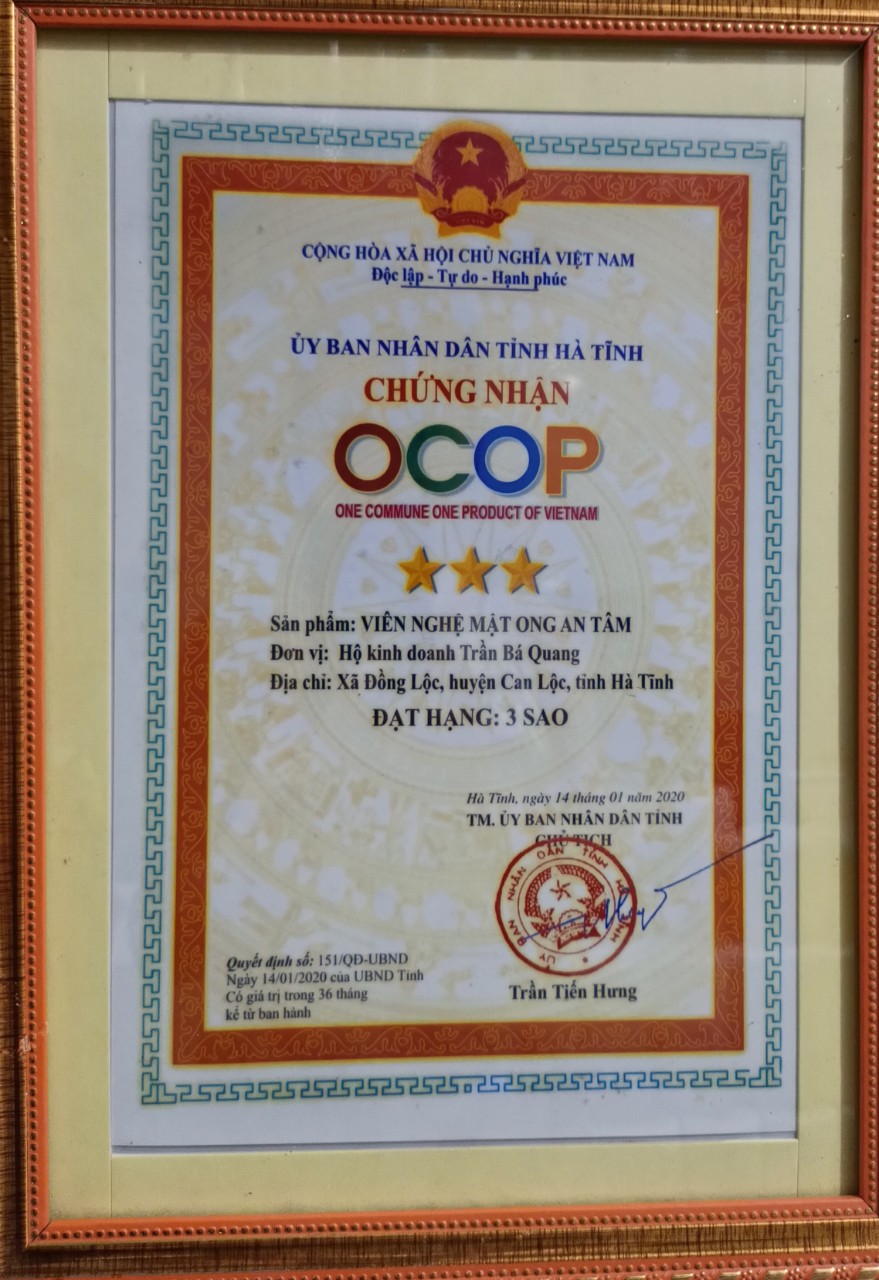 CỘNG HÒA XÃ HỘI CHỦ NGHĨA VIỆT NAM
Độc lập - Tự do - Hạnh phúc
ỦY BAN NHÂN DÂN TỈNH HÀ TĨNH
CHỨNG NHẬN
OCOP
ONE COMMUNE ONE PRODUCT OF VIETNAM
Sản phẩm: VIÊN NGHỆ MẬT ONG AN TÂM
Đơn vị: Hộ kinh doanh Trần Bá Quang
Địa chỉ: Xã Đồng Lộc, huyện Can Lộc, tỉnh Hà Tĩnh
ĐẠT HẠNG: 3 SAO
Hà Tĩnh, ngày 14 tháng 01 năm 2020
TM. ỦY BAN NHÂN DÂN TỈNH
CHỦ TỊCH
ỦY BAN NHÂN DÂN TỈNH HÀ TĨNH
Trần Tiến Hưng
Quyết định số: 151/QĐ-UBND
Ngày 14/01/2020 của UBND Tỉnh
Có giá trị trong 36 tháng
kể từ ban hành